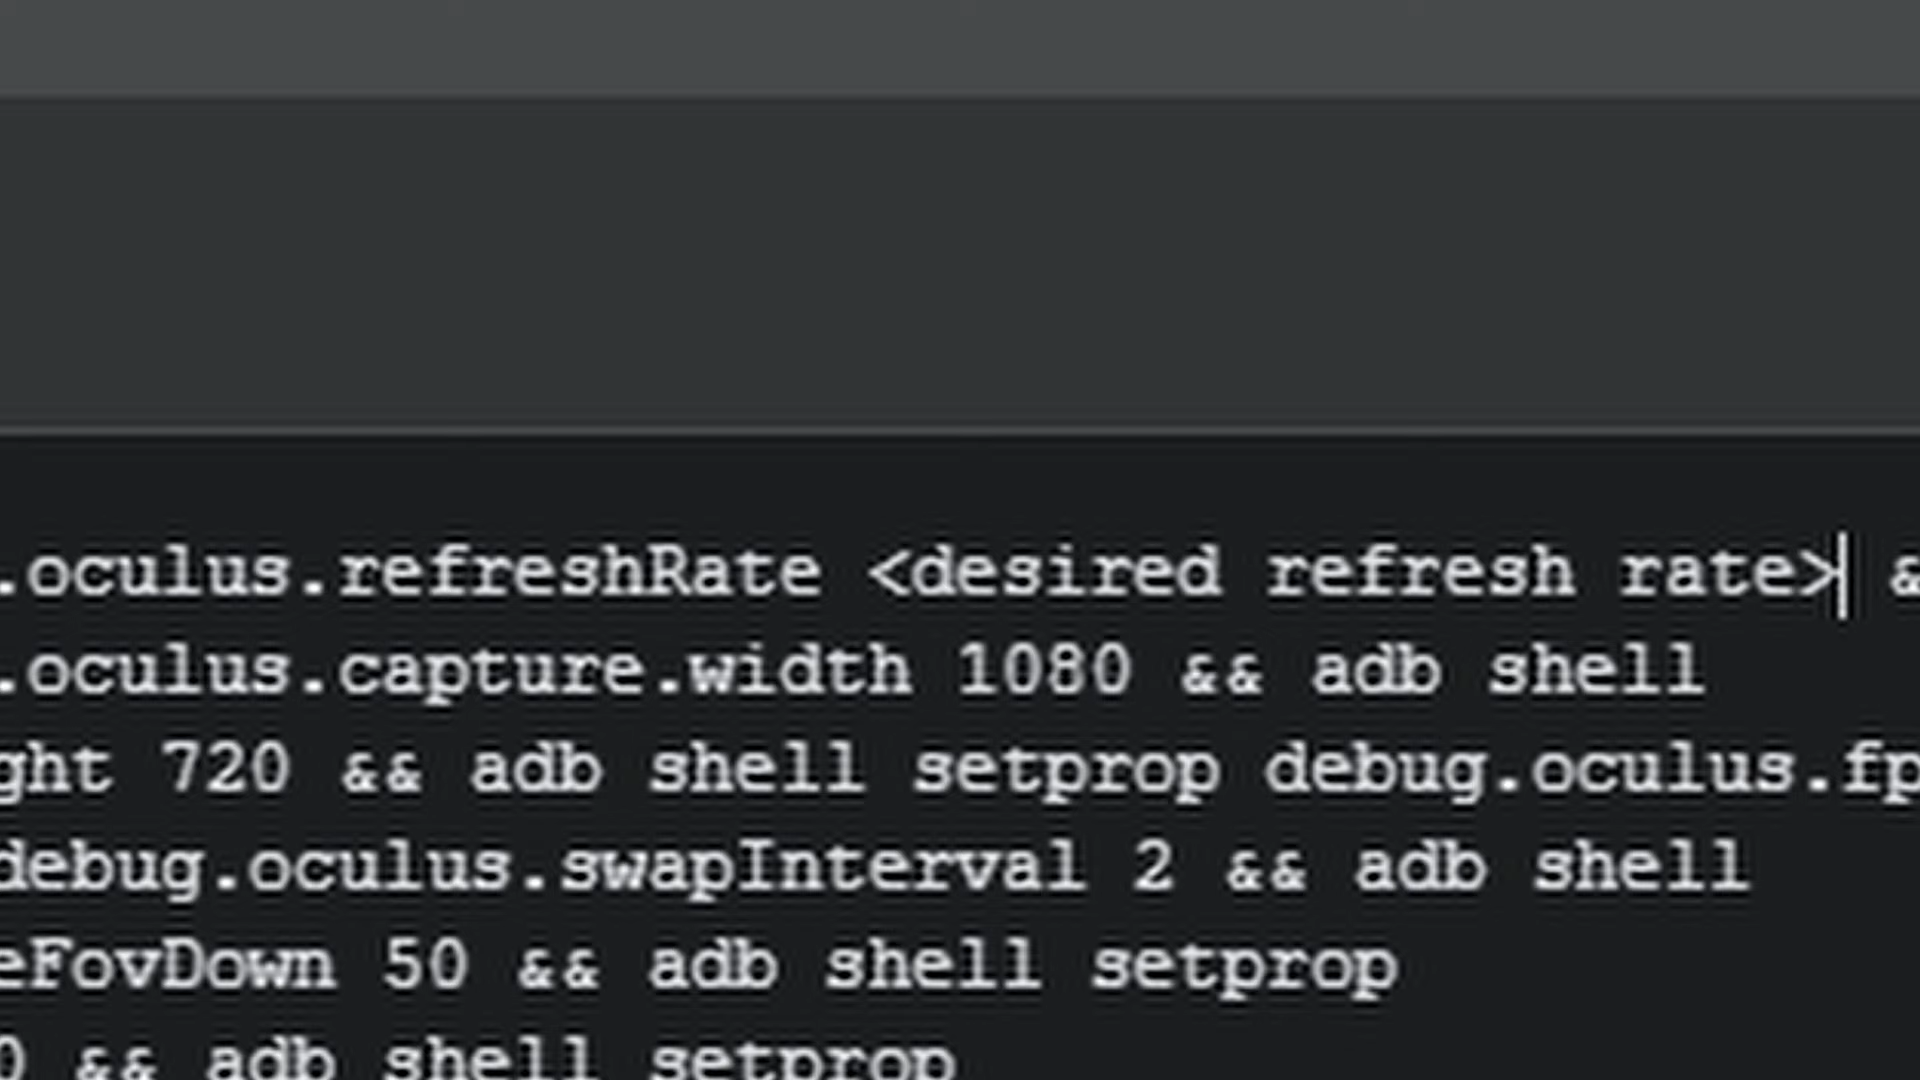 .oculus.refreshRate <desired refresh rate> &
.oculus.capture.width 1080 && adb shell
ght 720 && adb shell setprop debug.oculus.fp
debug.oculus.swapInterval 2 && adb shell
eFovDown 50 && adb shell setprop
0 && adb shell setprop